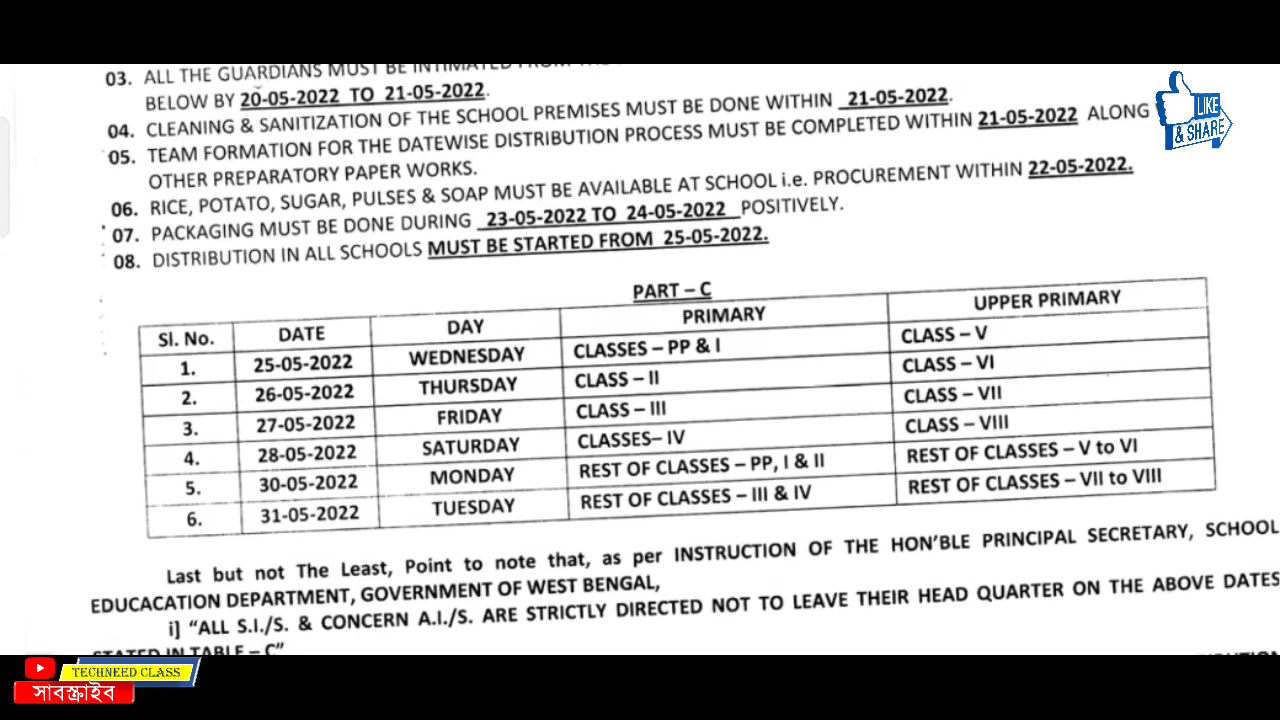 03. ALL THE GUARDIANS MUST BE INTIMATED FROM THE
BELOW BY 20-05-2022 TO 21-05-2022.
04. CLEANING & SANITIZATION OF THE SCHOOL PREMISES MUST BE DONE WITHIN 21-05-2022.
05. TEAM FORMATION FOR THE DATEWISE DISTRIBUTION PROCESS MUST BE COMPLETED WITHIN 21-05-2022 ALONG
OTHER PREPARATORY PAPER WORKS.
06. RICE, POTATO, SUGAR, PULSES & SOAP MUST BE AVAILABLE AT SCHOOL i.e. PROCUREMENT WITHIN 22-05-2022.
07. PACKAGING MUST BE DONE DURING 23-05-2022 TO 24-05-2022 POSITIVELY.
08. DISTRIBUTION IN ALL SCHOOLS MUST BE STARTED FROM 25-05-2022.
PART – C
Sl. No. DATE DAY PRIMARY UPPER PRIMARY
1. 25-05-2022 WEDNESDAY CLASSES – PP & I CLASS – V
2. 26-05-2022 THURSDAY CLASS – II CLASS – VI
3. 27-05-2022 FRIDAY CLASS – III CLASS – VII
4. 28-05-2022 SATURDAY CLASSES– IV CLASS – VIII
5. 30-05-2022 MONDAY REST OF CLASSES – PP, I & II REST OF CLASSES – V to VI
6. 31-05-2022 TUESDAY REST OF CLASSES – III & IV REST OF CLASSES – VII to VIII
Last but not The Least, Point to note that, as per INSTRUCTION OF THE HON'BLE PRINCIPAL SECRETARY, SCHOOL
EDUCACATION DEPARTMENT, GOVERNMENT OF WEST BENGAL,
i] “ALL S.I./S. & CONCERN A.I./S. ARE STRICTLY DIRECTED NOT TO LEAVE THEIR HEAD QUARTER ON THE ABOVE DATES
STATED IN TABLE – C”
LIKE
& SHARE
TECHNEED CLASS
সাবস্ক্রাইব